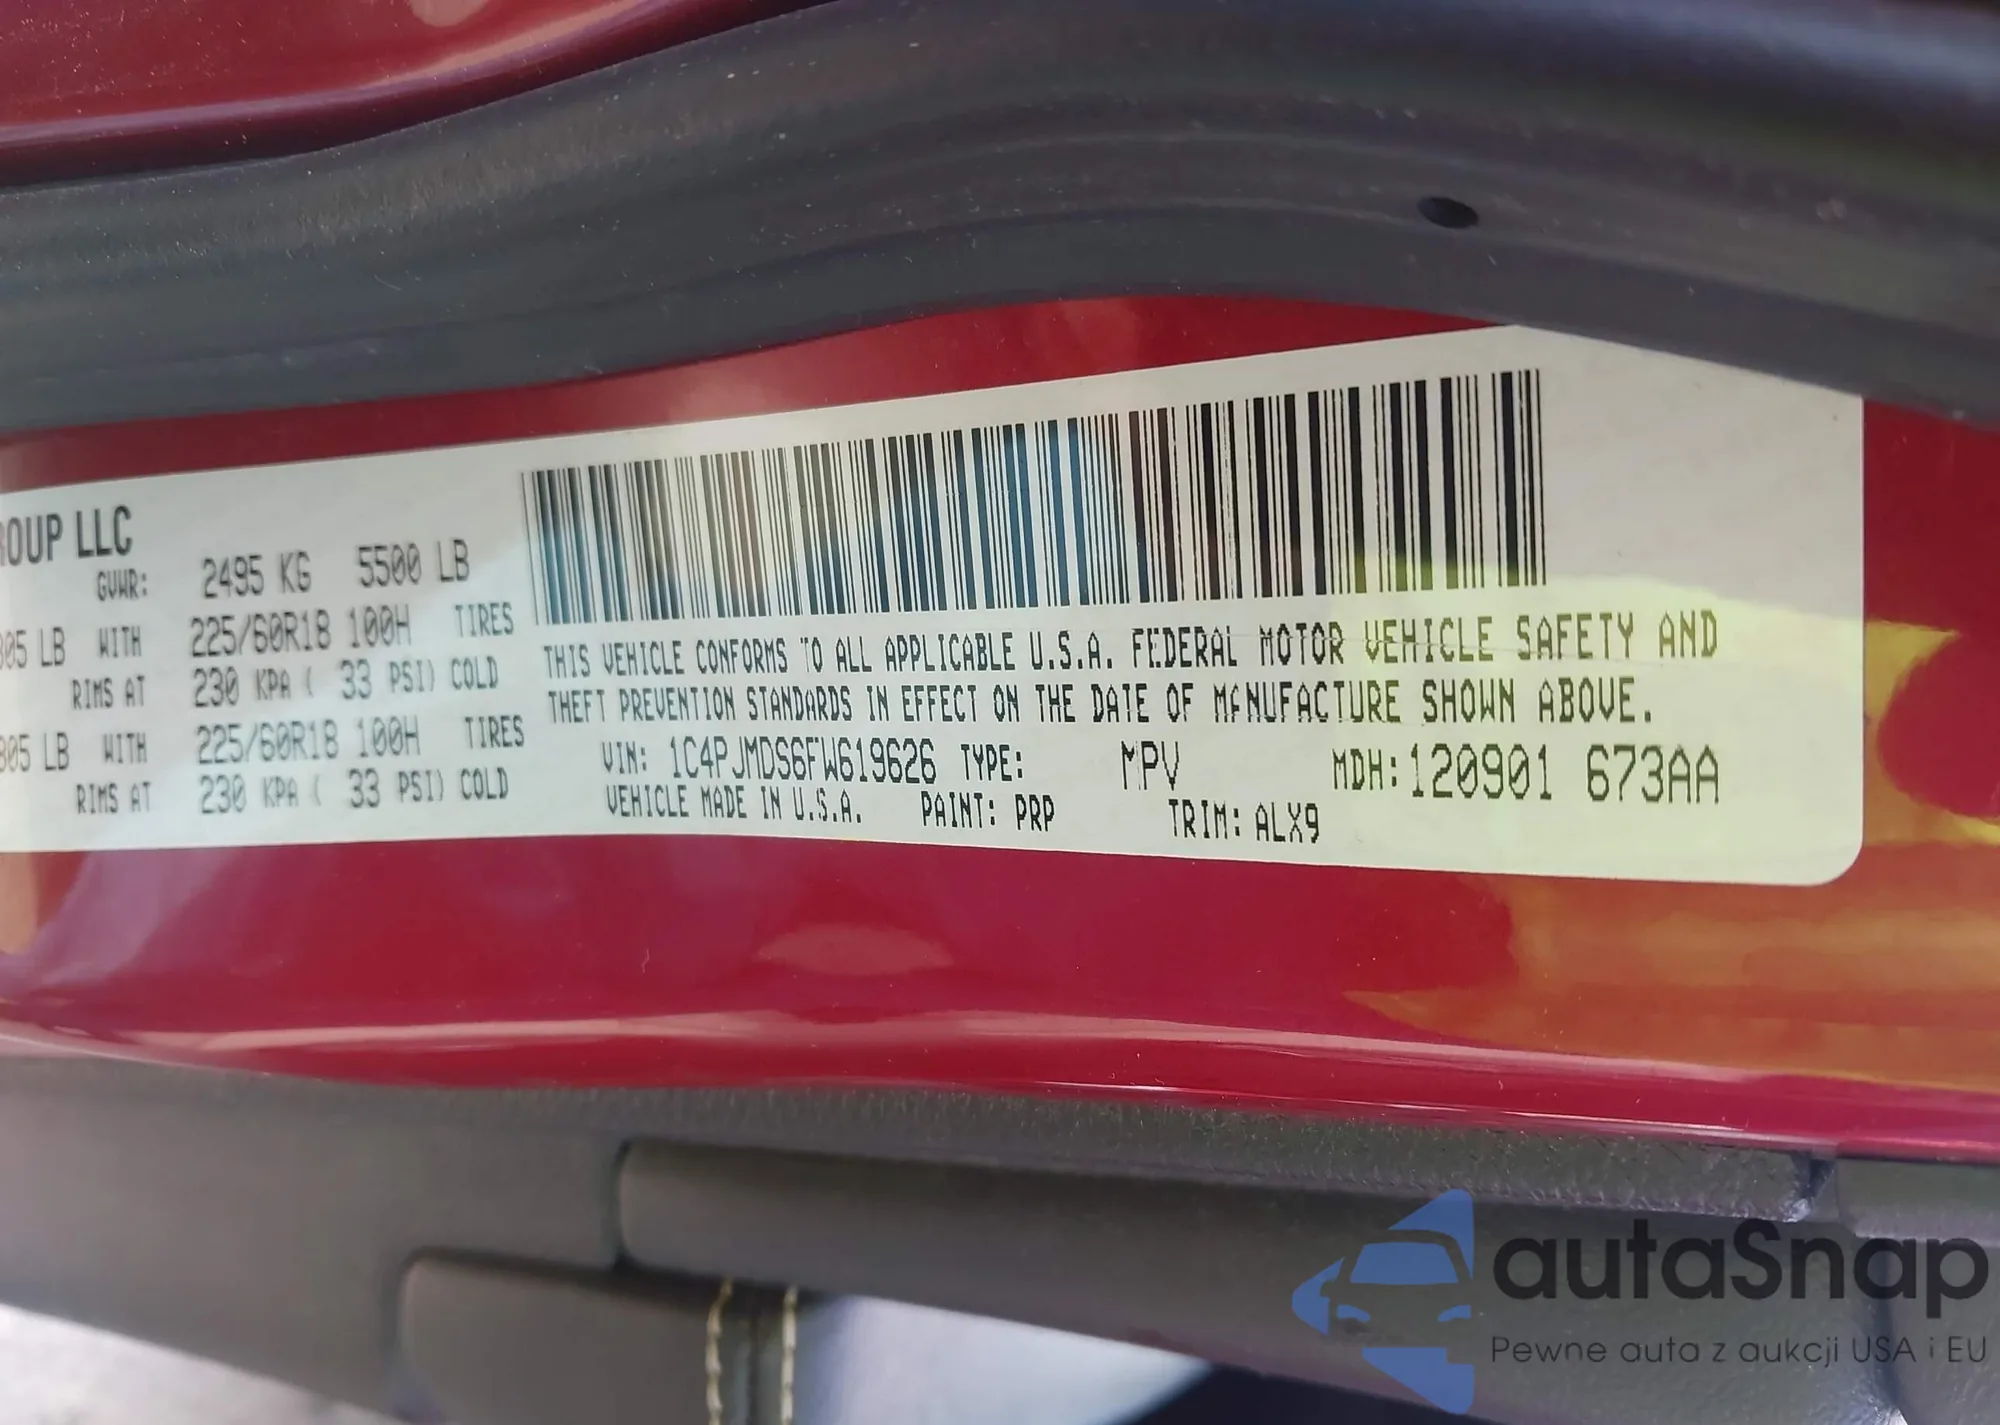 ROUP LLC
GVWR: 2495 KG 5500 LB
805 LB WITH 225/60R18 100H TIRES
RIMS AT 230 KPA ( 33 PSI) COLD
805 LB WITH 225/60R18 100H TIRES
RIMS AT 230 KPA ( 33 PSI) COLD
THIS VEHICLE CONFORMS TO ALL APPLICABLE U.S.A. FEDERAL MOTOR VEHICLE SAFETY AND
THEFT PREVENTION STANDARDS IN EFFECT ON THE DATE OF MANUFACTURE SHOWN ABOVE.
VIN: 1C4PJMDS6FW619626 TYPE: MPV MDH: 120901 673AA
VEHICLE MADE IN U.S.A. PAINT: PRP TRIM: ALX9
autaSnap
Pewne auta z aukcji USA i EU